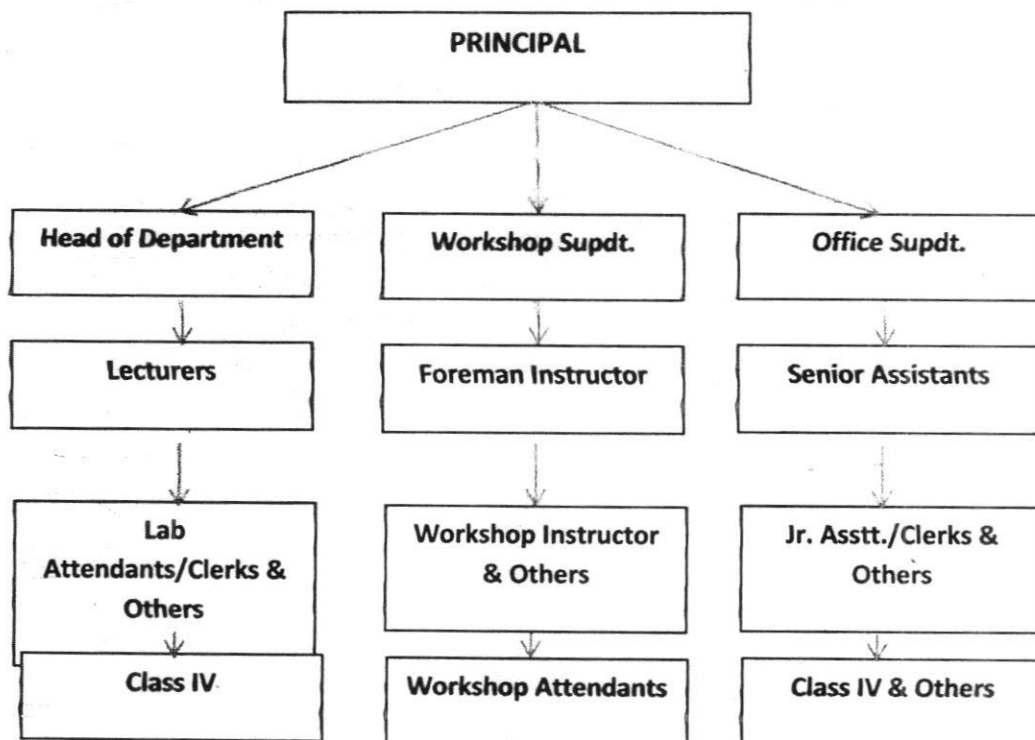 PRINCIPAL
Head of Department
Workshop Supdt.
Office Supdt.
Lecturers
Foreman Instructor
Senior Assistants
Lab
Attendants/Clerks &
Others
Workshop Instructor
& Others
Jr. Asstt./Clerks &
Others
Class IV
Workshop Attendants
Class IV & Others